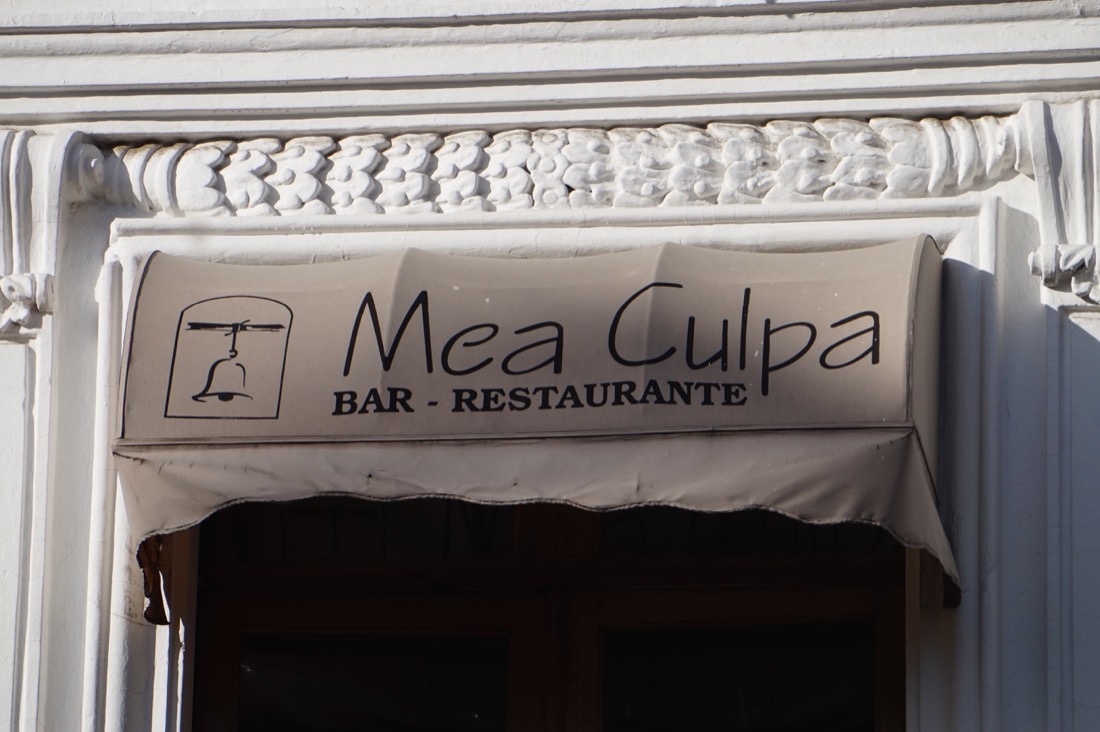 Mea Culpa
BAR - RESTAURANTE